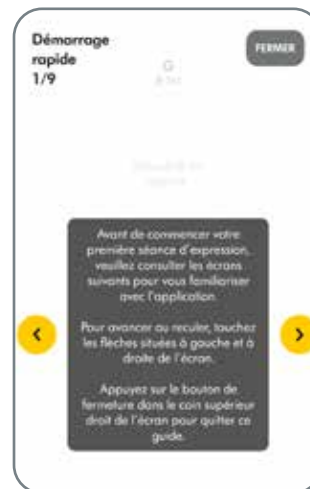 Démarrage
rapide
1/9
FERMER
Avant de commencer votre
première séance d'expression,
veuillez consulter les écrans
suivants pour vous familiariser
avec l'application.
Pour avancer ou reculer, touchez
les flèches situées à gauche et à
droite de l'écran.
Appuyez sur le bouton de
fermeture dans le coin supérieur
droit de l'écran pour quitter ce
guide.